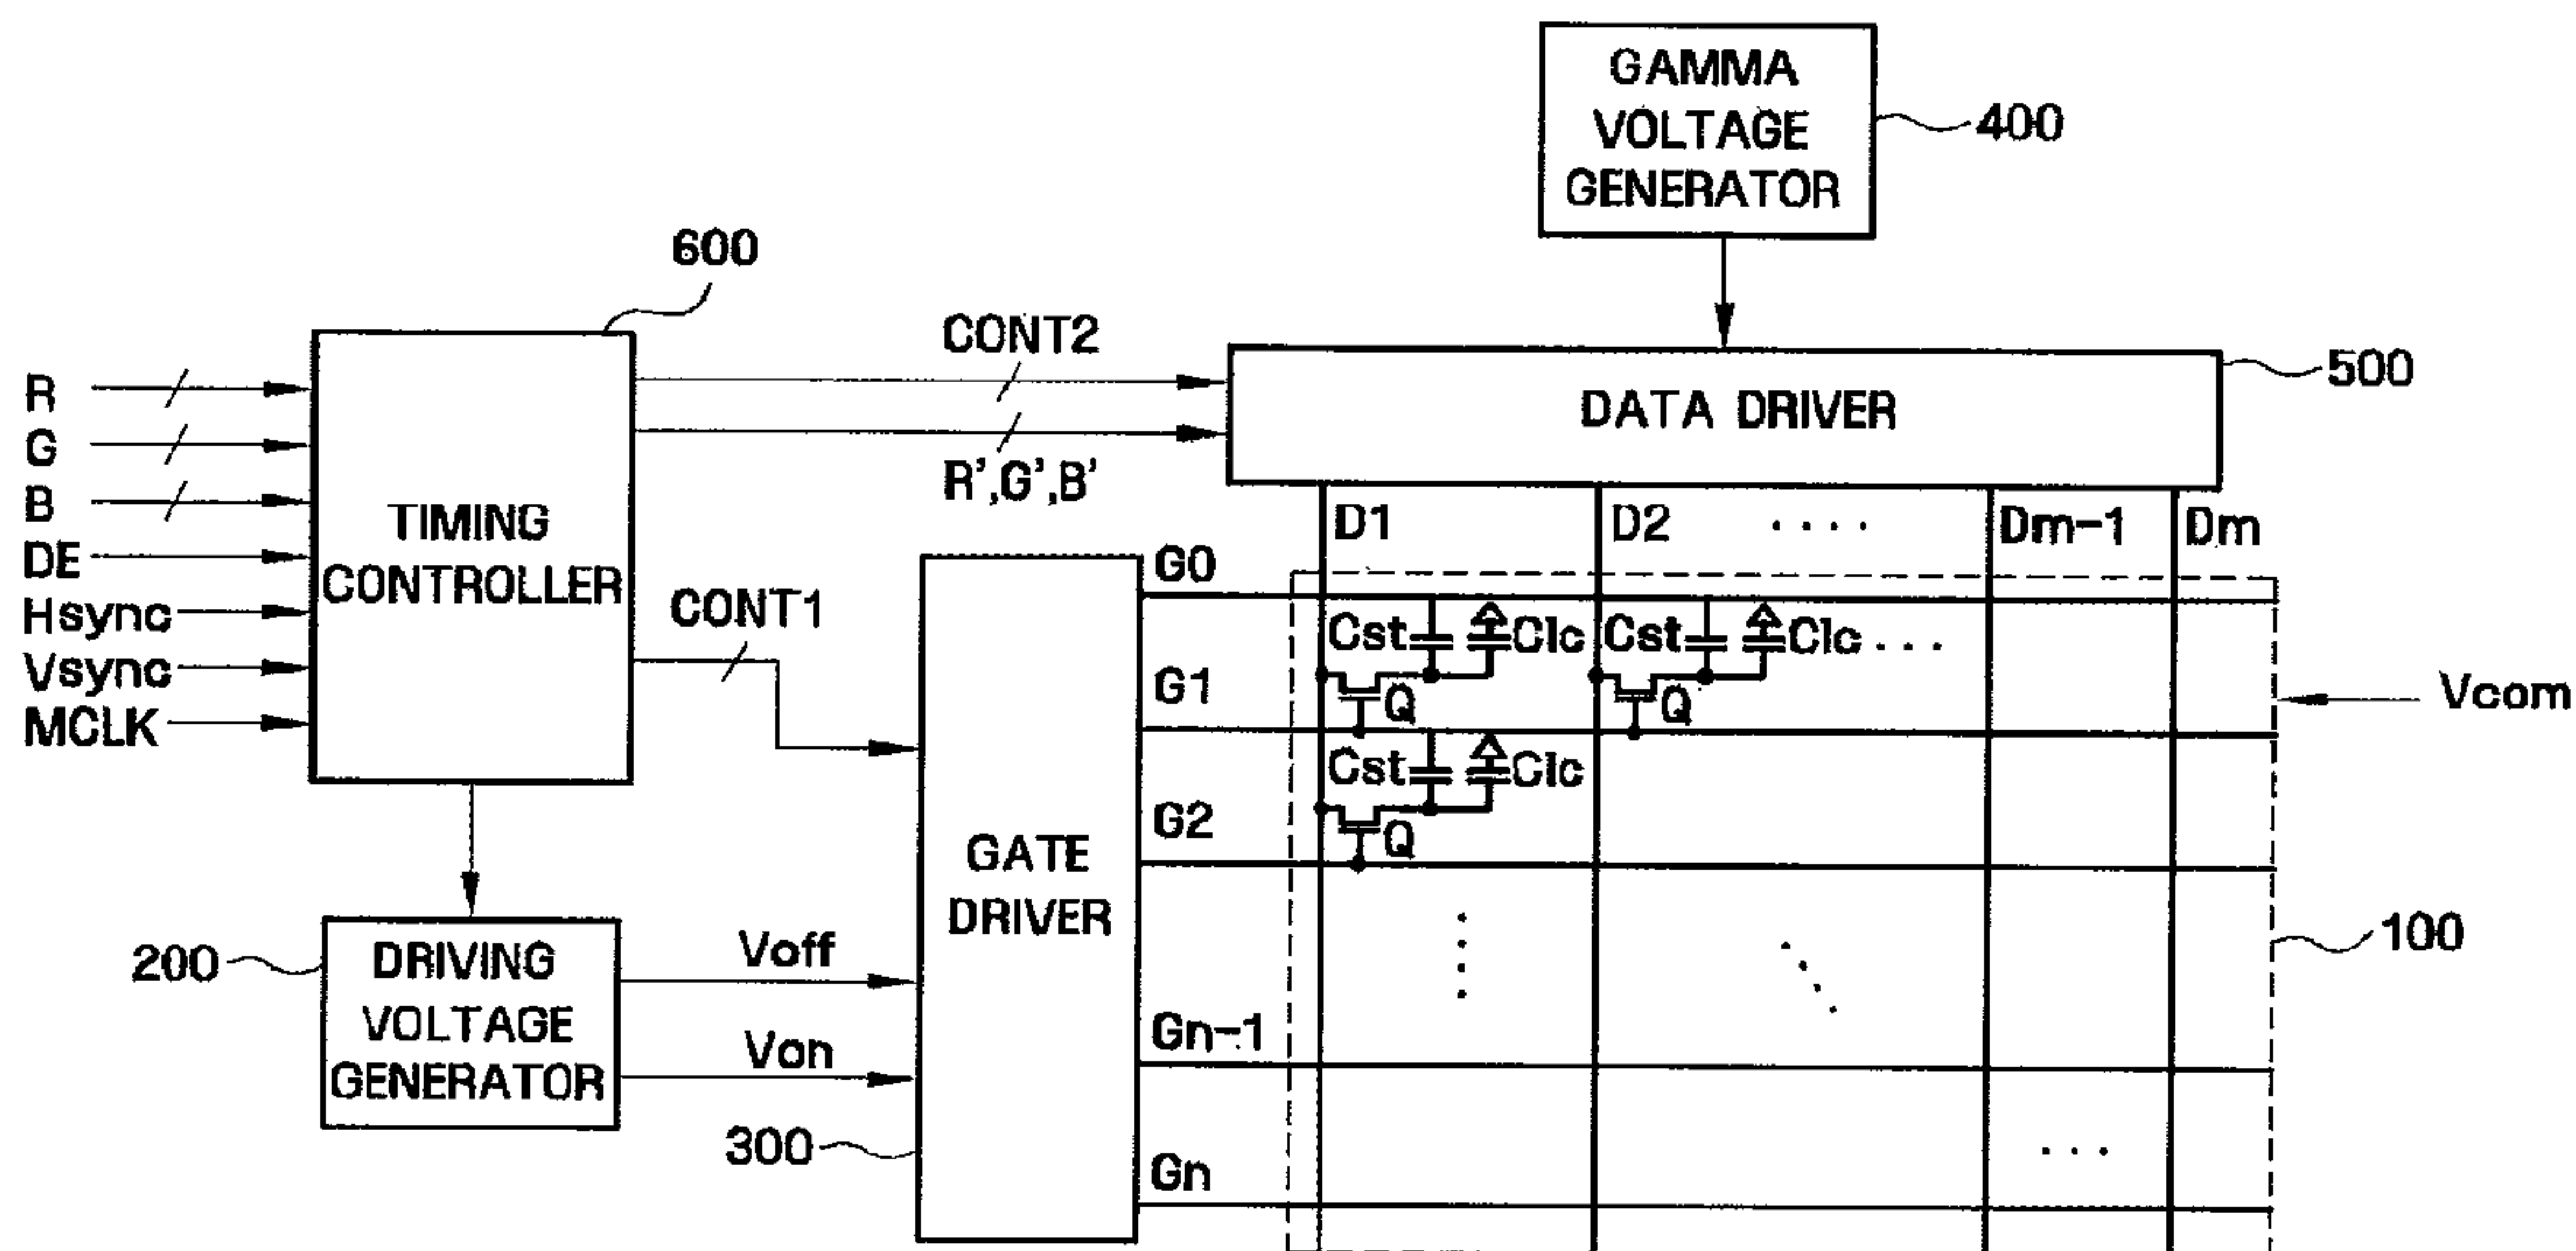 GAMMA
VOLTAGE
GENERATOR
400
600
CONT2
R
G
B
DE
Hsync
Vsync
MCLK
TIMING
CONTROLLER
R',G',B'
DATA DRIVER
500
D1
D2
....
Dm-1
Dm
CONT1
G0
G1
G2
Gn-1
Gn
Cst
Clc
Cst
Clc
...
Q
Q
Cst
Clc
Q
Vcom
GATE
DRIVER
100
200
DRIVING
VOLTAGE
GENERATOR
Voff
Von
300
...